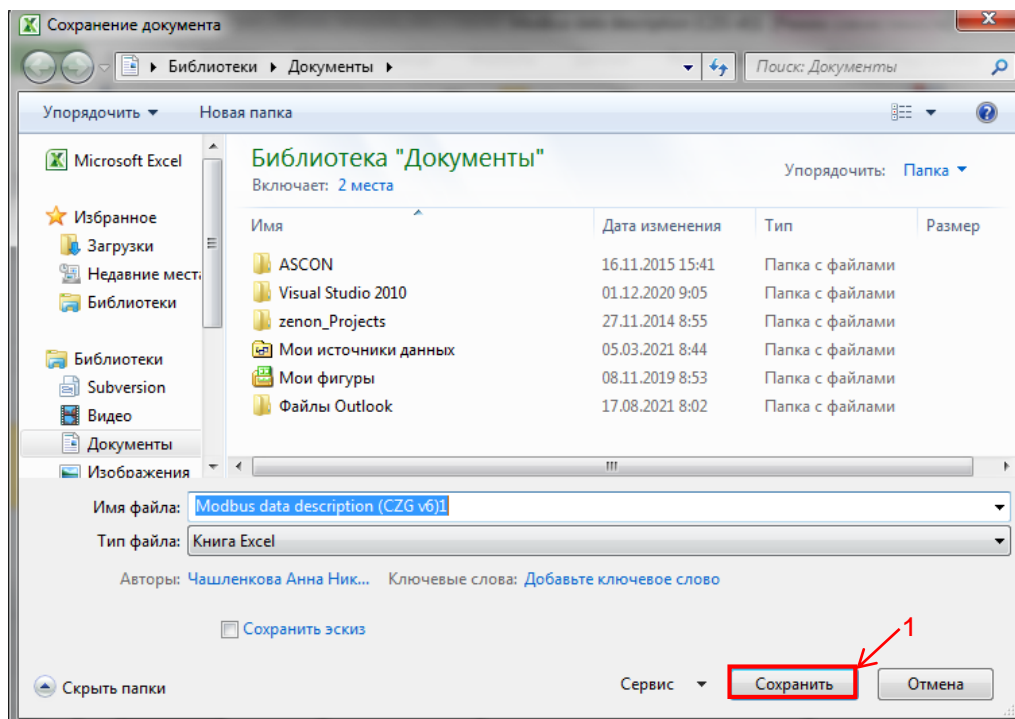 Сохранение документа
Библиотеки Документы
Поиск: Документы
Упорядочить Новая папка
Microsoft Excel
Избранное
Загрузки
Недавние места
Библиотеки
Библиотеки
Subversion
Видео
Документы
Изображения
Библиотека "Документы"
Включает: 2 места
Упорядочить: Папка
Имя Дата изменения Тип Размер
ASCON 16.11.2015 15:41 Папка с файлами
Visual Studio 2010 01.12.2020 9:05 Папка с файлами
zenon_Projects 27.11.2014 8:55 Папка с файлами
Мои источники данных 05.03.2021 8:44 Папка с файлами
Мои фигуры 08.11.2019 8:53 Папка с файлами
Файлы Outlook 17.08.2021 8:02 Папка с файлами
Имя файла: Modbus data description (CZG v6)1
Тип файла: Книга Excel
Авторы: Чашленкова Анна Ник... Ключевые слова: Добавьте ключевое слово
Сохранить эскиз
1
Скрыть папки Сервис Сохранить Отмена